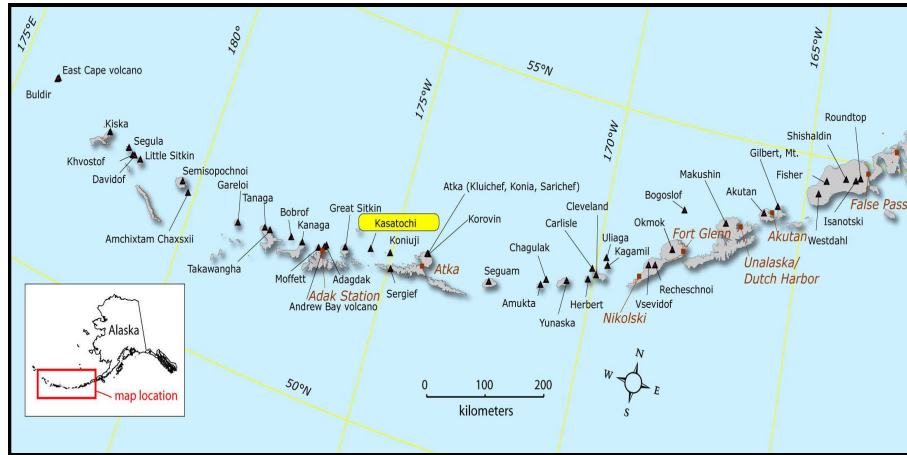 175°E
180°
55°N
175°W
170°W
165°W
East Cape volcano
Buldir
Kiska
Segula
Khvostof
Little Sitkin
Davidof
Semisopochnoi
Amchixtam Chaxsxii
Gareloi
Tanaga
Takawangha
Bobrof
Kanaga
Moffett
Andrew Bay volcano
Adagdak
Adak Station
Great Sitkin
Kasatochi
Koniuji
Sergief
Atka (Kluichef, Konia, Sarichef)
Korovin
Atka
Seguam
Chagulak
Amukta
Yunaska
Herbert
Carlisle
Cleveland
Uliaga
Kagamil
Nikolski
Vsevidof
Recheschnoi
Okmok
Fort Glenn
Bogoslof
Makushin
Unalaska/
Dutch Harbor
Akutan
Akutan
Gilbert, Mt.
Westdahl
Fisher
Shishaldin
Roundtop
Isanotski
False Pass
50°N
Alaska
map location
0 100 200
kilometers
N
W
E
S